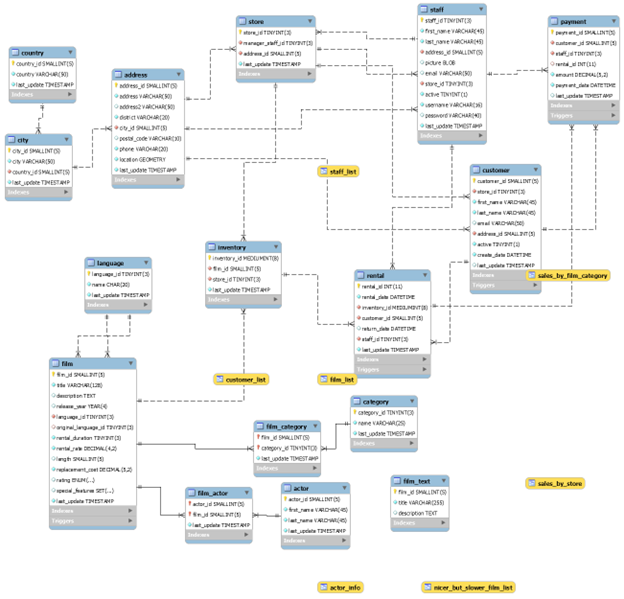 country
country_id SMALLINT(5)
country VARCHAR(50)
last_update TIMESTAMP
Indexes
city
city_id SMALLINT(5)
city VARCHAR(50)
country_id SMALLINT(5)
last_update TIMESTAMP
Indexes
address
address_id SMALLINT(5)
address VARCHAR(50)
address2 VARCHAR(50)
district VARCHAR(20)
city_id SMALLINT(5)
postal_code VARCHAR(10)
phone VARCHAR(20)
location GEOMETRY
last_update TIMESTAMP
Indexes
store
store_id TINYINT(3)
manager_staff_id TINYINT(3)
address_id SMALLINT(5)
last_update TIMESTAMP
Indexes
staff
staff_id TINYINT(3)
first_name VARCHAR(45)
last_name VARCHAR(45)
address_id SMALLINT(5)
picture BLOB
email VARCHAR(50)
store_id TINYINT(3)
active TINYINT(1)
username VARCHAR(16)
password VARCHAR(40)
last_update TIMESTAMP
Indexes
payment
payment_id SMALLINT(5)
customer_id SMALLINT(5)
staff_id TINYINT(3)
rental_id INT(11)
amount DECIMAL(5,2)
payment_date DATETIME
last_update TIMESTAMP
Indexes
Triggers
staff_list
customer
customer_id SMALLINT(5)
store_id TINYINT(3)
first_name VARCHAR(45)
last_name VARCHAR(45)
email VARCHAR(50)
address_id SMALLINT(5)
active TINYINT(1)
create_date DATETIME
last_update TIMESTAMP
Indexes
sales_by_film_category
language
language_id TINYINT(3)
name CHAR(20)
last_update TIMESTAMP
Indexes
inventory
inventory_id MEDIUMINT(8)
film_id SMALLINT(5)
store_id TINYINT(3)
last_update TIMESTAMP
Indexes
rental
rental_id INT(11)
rental_date DATETIME
inventory_id MEDIUMINT(8)
customer_id SMALLINT(5)
return_date DATETIME
staff_id TINYINT(3)
last_update TIMESTAMP
Indexes
Triggers
customer_list
film_list
film
film_id SMALLINT(5)
title VARCHAR(128)
description TEXT
release_year YEAR(4)
language_id TINYINT(3)
original_language_id TINYINT(3)
rental_duration TINYINT(3)
rental_rate DECIMAL(4,2)
length SMALLINT(5)
replacement_cost DECIMAL(5,2)
rating ENUM(...)
special_features SET(...)
last_update TIMESTAMP
Indexes
Triggers
film_category
film_id SMALLINT(5)
category_id TINYINT(3)
last_update TIMESTAMP
Indexes
category
category_id TINYINT(3)
name VARCHAR(25)
last_update TIMESTAMP
Indexes
film_actor
actor_id SMALLINT(5)
film_id SMALLINT(5)
last_update TIMESTAMP
Indexes
actor
actor_id SMALLINT(5)
first_name VARCHAR(45)
last_name VARCHAR(45)
last_update TIMESTAMP
Indexes
film_text
film_id SMALLINT(5)
title VARCHAR(255)
description TEXT
Indexes
sales_by_store
actor_info
nicer_but_slower_film_list